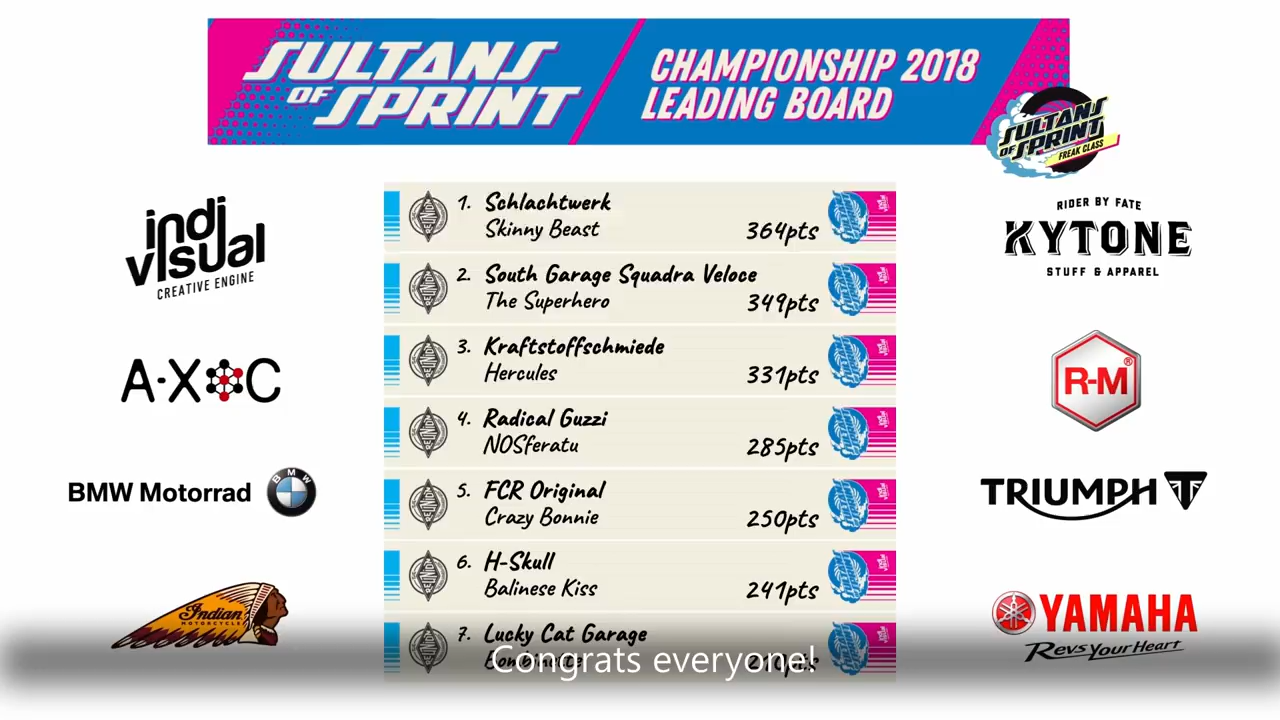 SULTANS
OF SPRINT
CHAMPIONSHIP 2018
LEADING BOARD
SULTANS
OF SPRINT
FREAK CLASS
indi
visual
CREATIVE ENGINE
A·X C
BMW Motorrad
BMW
Indian
MOTORCYCLE
1. Schlachtwerk
Skinny Beast 364pts
2. South Garage Squadra Veloce
The Superhero 349pts
3. Kraftstoffschmiede
Hercules 331pts
4. Radical Guzzi
NOSferatu 285pts
5. FCR Original
Crazy Bonnie 250pts
6. H-Skull
Balinese Kiss 241pts
7. Lucky Cat Garage
Congrats everyone!
RIDER BY FATE
KYTONE
STUFF & APPAREL
R-M®
TRIUMPH
YAMAHA
Revs Your Heart